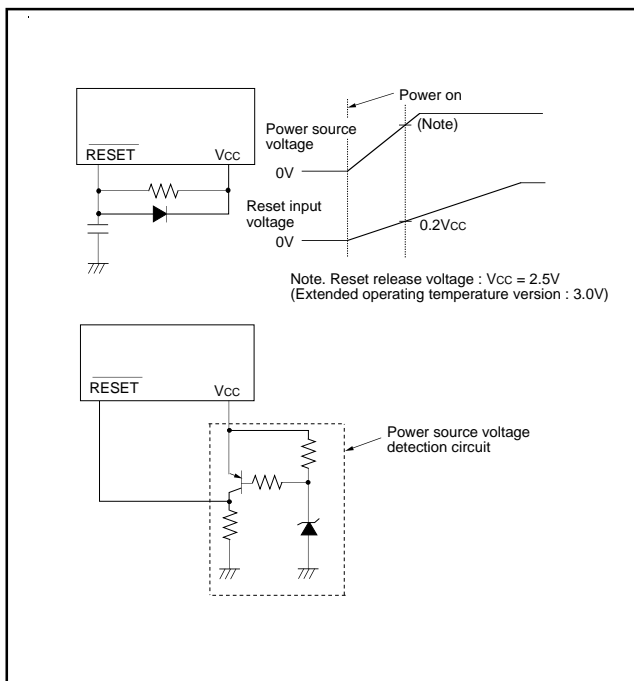 Power on
(Note)
Power source
voltage
0V
RESET
VCC
Reset input
voltage
0V
0.2VCC
Note. Reset release voltage : VCC = 2.5V
(Extended operating temperature version : 3.0V)
RESET
VCC
Power source voltage
detection circuit